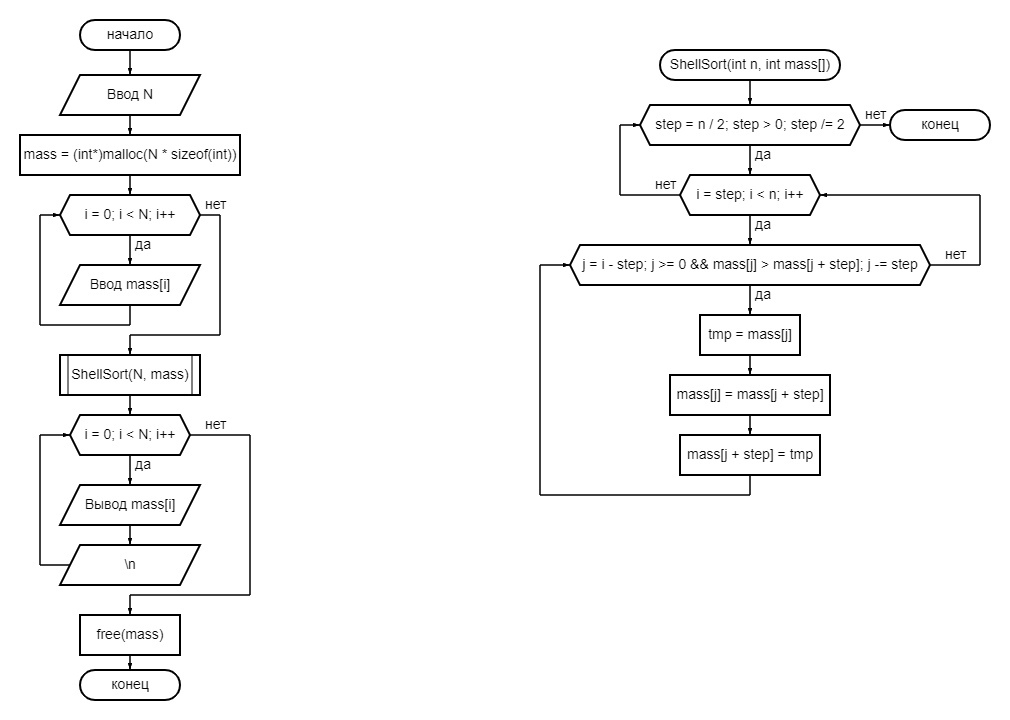 начало
Ввод N
mass = (int*)malloc(N * sizeof(int))
i = 0; i < N; i++
нет
да
Ввод mass[i]
ShellSort(N, mass)
i = 0; i < N; i++
нет
да
Вывод mass[i]
\n
free(mass)
конец
ShellSort(int n, int mass[])
step = n / 2; step > 0; step /= 2
нет
конец
да
нет
i = step; i < n; i++
да
j = i - step; j >= 0 && mass[j] > mass[j + step]; j -= step
нет
да
tmp = mass[j]
mass[j] = mass[j + step]
mass[j + step] = tmp